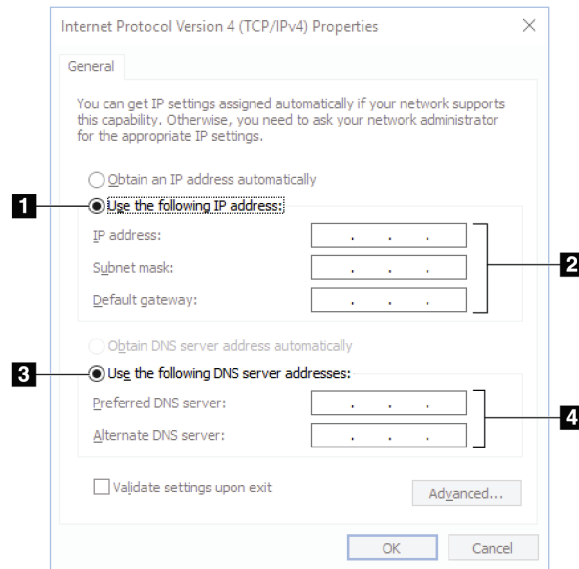 Internet Protocol Version 4 (TCP/IPv4) Properties
General
You can get IP settings assigned automatically if your network supports
this capability. Otherwise, you need to ask your network administrator
for the appropriate IP settings.
Obtain an IP address automatically
1 Use the following IP address:
IP address:
Subnet mask:
2
Default gateway:
Obtain DNS server address automatically
3 Use the following DNS server addresses:
Preferred DNS server:
4
Alternate DNS server:
Validate settings upon exit
Advanced...
OK Cancel